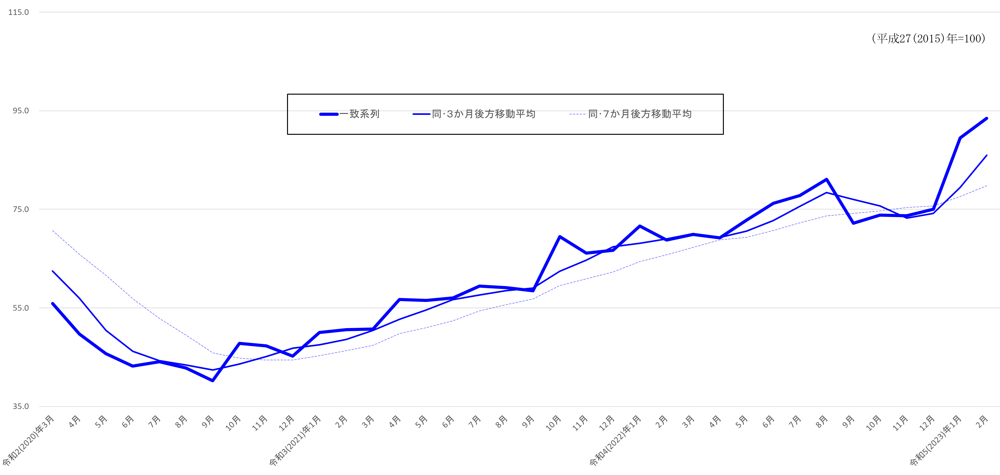 115.0
(平成27(2015)年=100)
95.0
一致系列 同・3か月後方移動平均 同・7か月後方移動平均
75.0
55.0
35.0
令和2(2020)年3月 4月 5月 6月 7月 8月 9月 10月 11月 12月 令和3(2021)年1月 2月 3月 4月 5月 6月 7月 8月 9月 10月 11月 12月 令和4(2022)年1月 2月 3月 4月 5月 6月 7月 8月 9月 10月 11月 12月 令和5(2023)年1月 2月